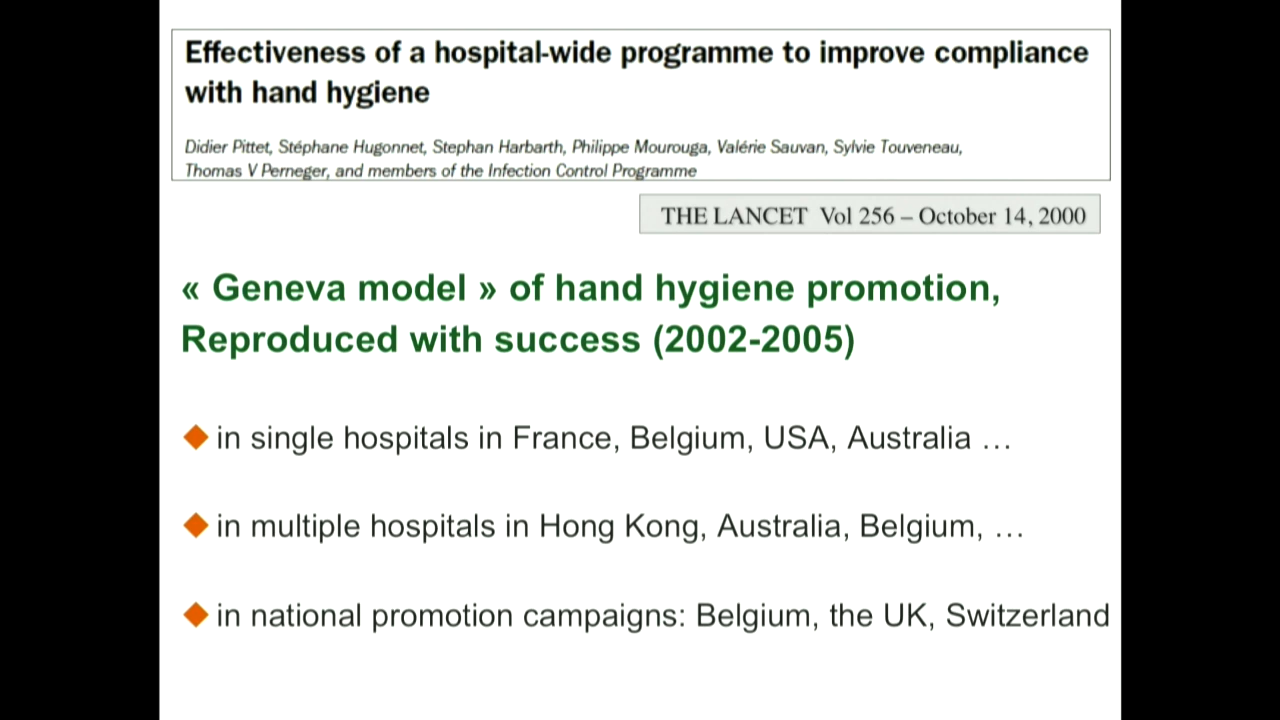 Effectiveness of a hospital-wide programme to improve compliance
with hand hygiene
Didier Pittet, Stéphane Hugonnet, Stephan Harbarth, Philippe Mourouga, Valérie Sauvan, Sylvie Touveneau,
Thomas V Perneger, and members of the Infection Control Programme
THE LANCET Vol 256 – October 14, 2000
« Geneva model » of hand hygiene promotion,
Reproduced with success (2002-2005)
in single hospitals in France, Belgium, USA, Australia …
in multiple hospitals in Hong Kong, Australia, Belgium, …
in national promotion campaigns: Belgium, the UK, Switzerland